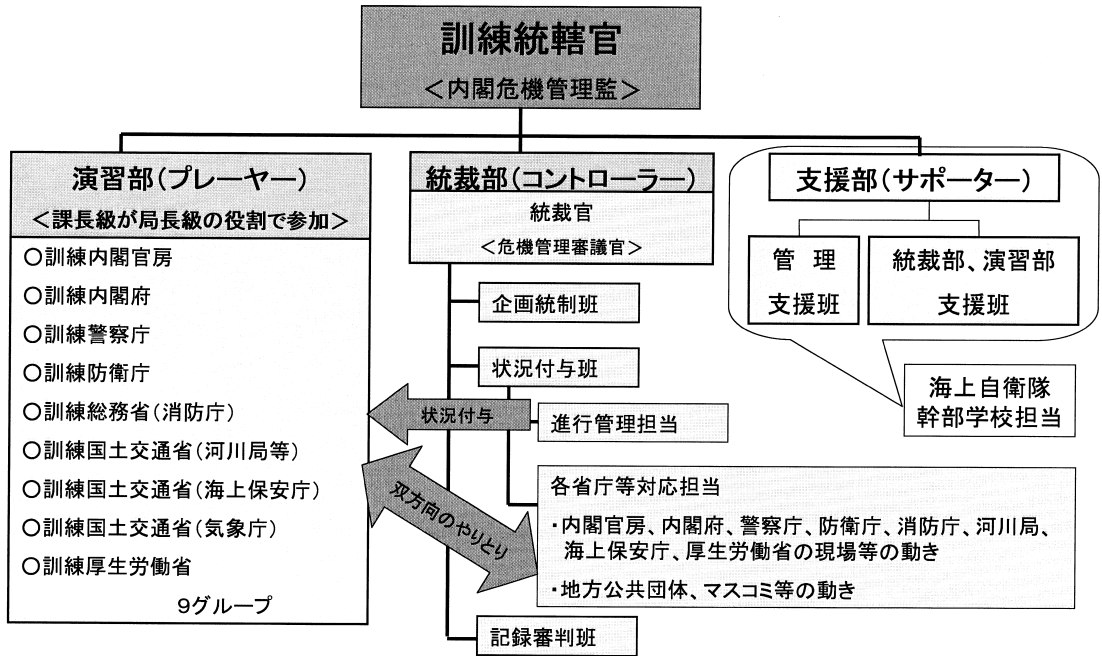 訓練統轄官
＜内閣危機管理監＞
演習部(プレーヤー)
＜課長級が局長級の役割で参加＞
○訓練内閣官房
○訓練内閣府
○訓練警察庁
○訓練防衛庁
○訓練総務省(消防庁)
○訓練国土交通省(河川局等)
○訓練国土交通省(海上保安庁)
○訓練国土交通省(気象庁)
○訓練厚生労働省
9グループ
統裁部(コントローラー)
統裁官
＜危機管理審議官＞
企画統制班
状況付与班
状況付与
進行管理担当
双方向のやりとり
各省庁等対応担当
・内閣官房、内閣府、警察庁、防衛庁、消防庁、河川局、
海上保安庁、厚生労働省の現場等の動き
・地方公共団体、マスコミ等の動き
記録審判班
支援部(サポーター)
管　理
支援班
統裁部、演習部
支援班
海上自衛隊
幹部学校担当